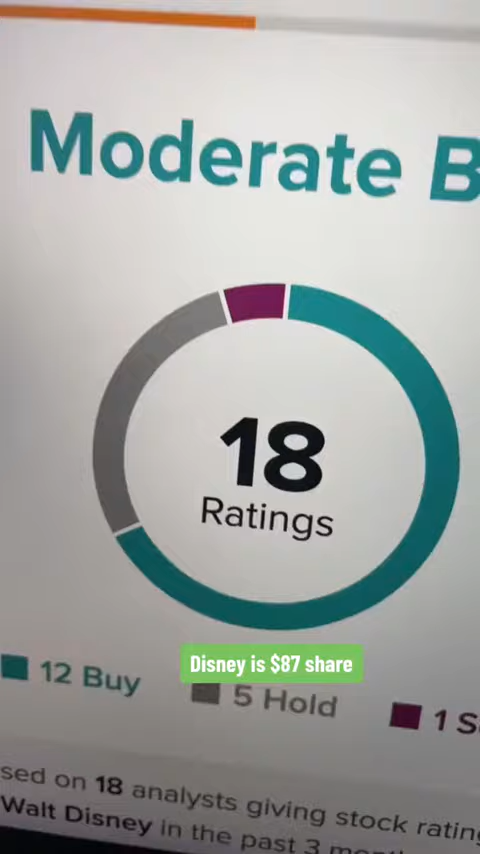 Moderate B
18
Ratings
Disney is $87 share
12 Buy
5 Hold
1 S
sed on 18 analysts giving stock rating
Walt Disney in the past 3 mont